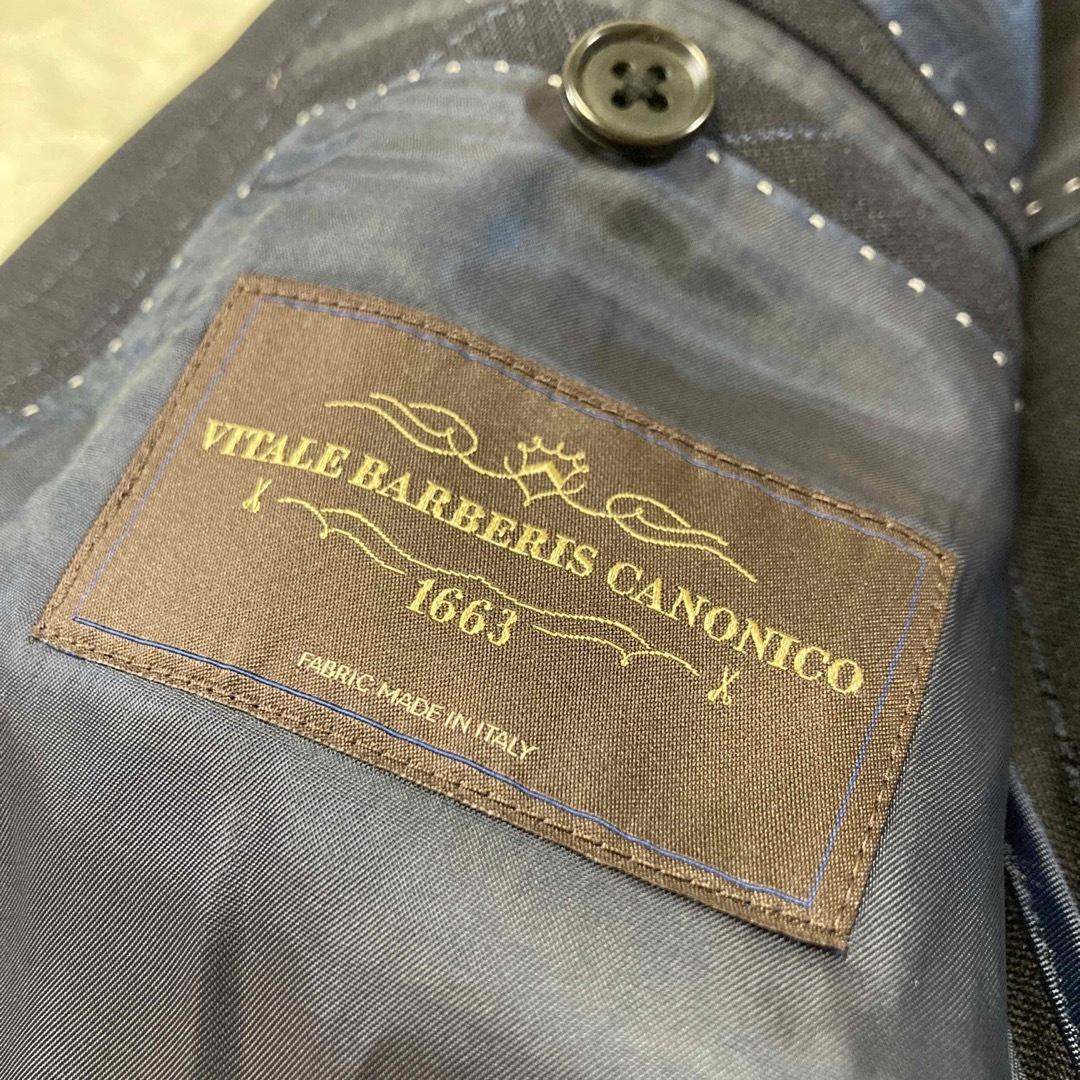 VITALE BARBERIS CANONICO
1663
FABRIC MADE IN ITALY